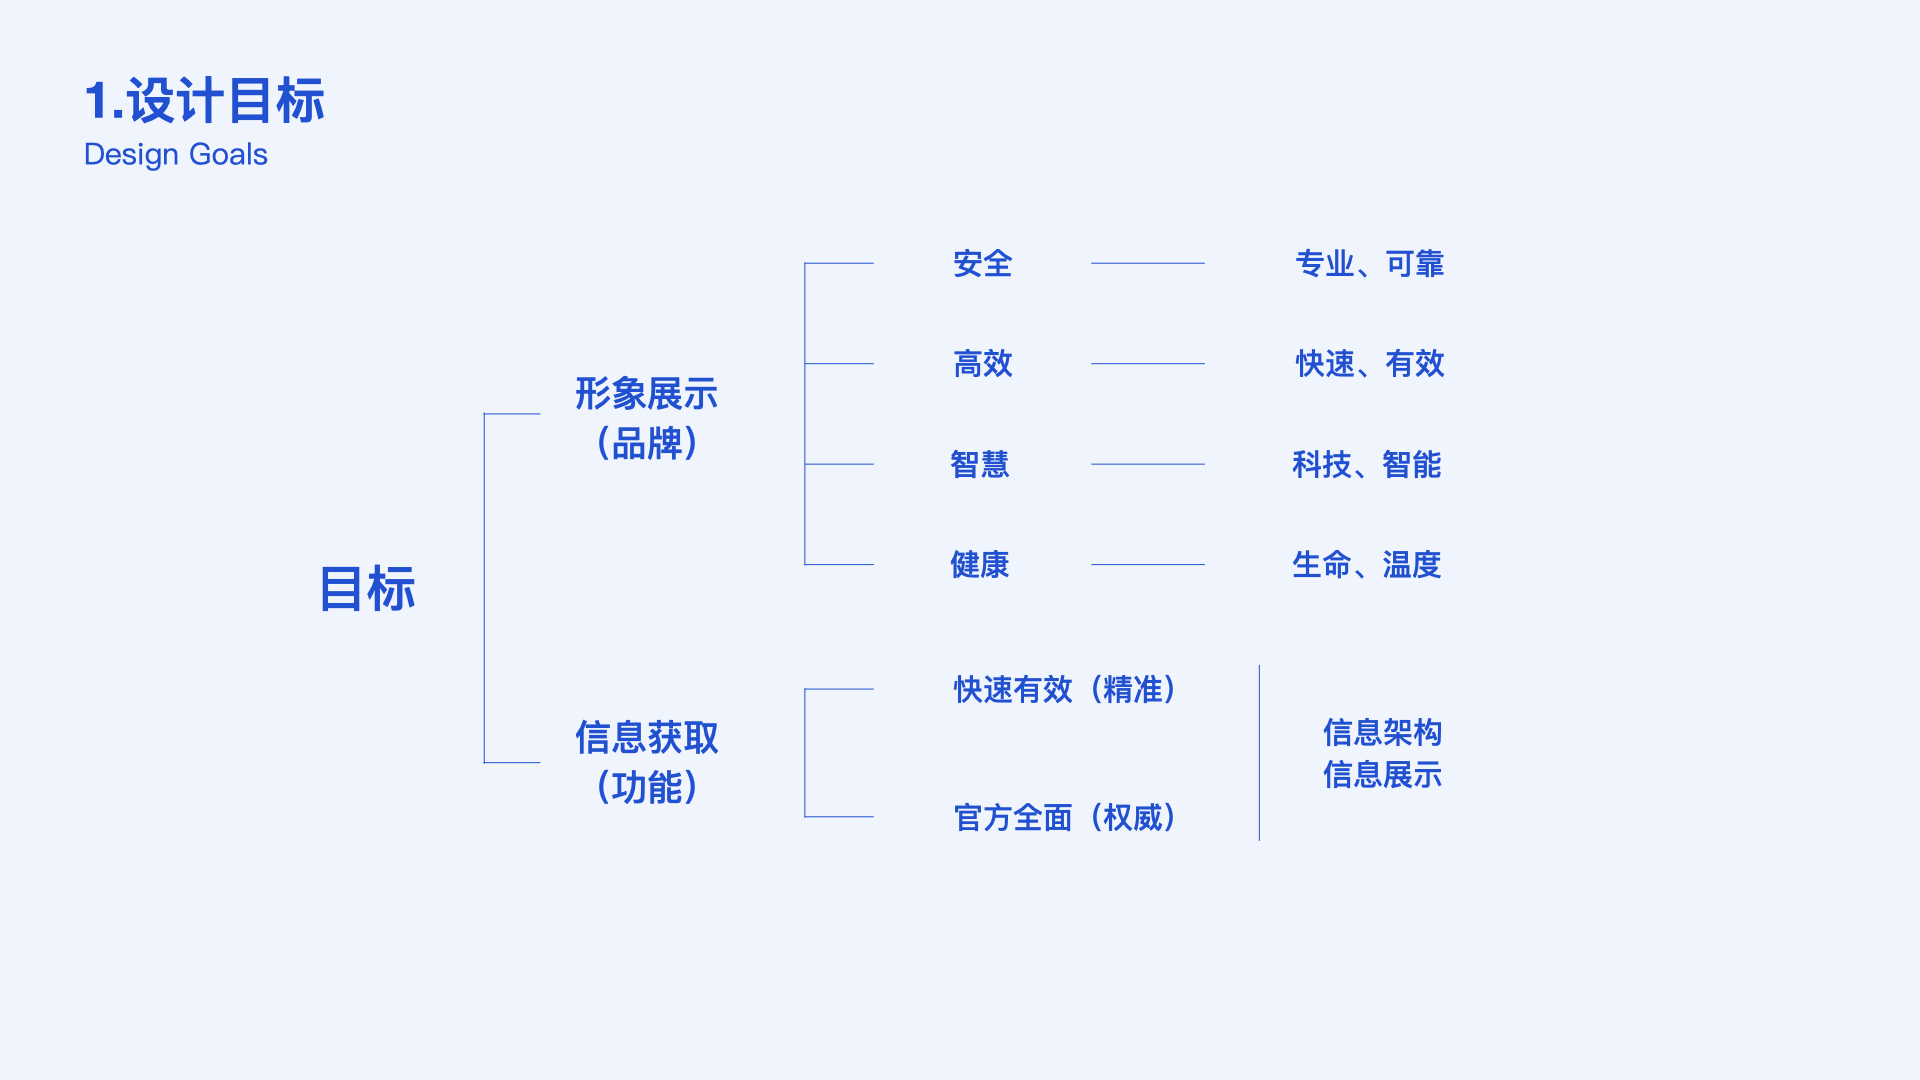 1.设计目标
Design Goals
目标
形象展示
（品牌）
安全
专业、可靠
高效
快速、有效
智慧
科技、智能
健康
生命、温度
信息获取
（功能）
快速有效（精准）
官方全面（权威）
信息架构
信息展示